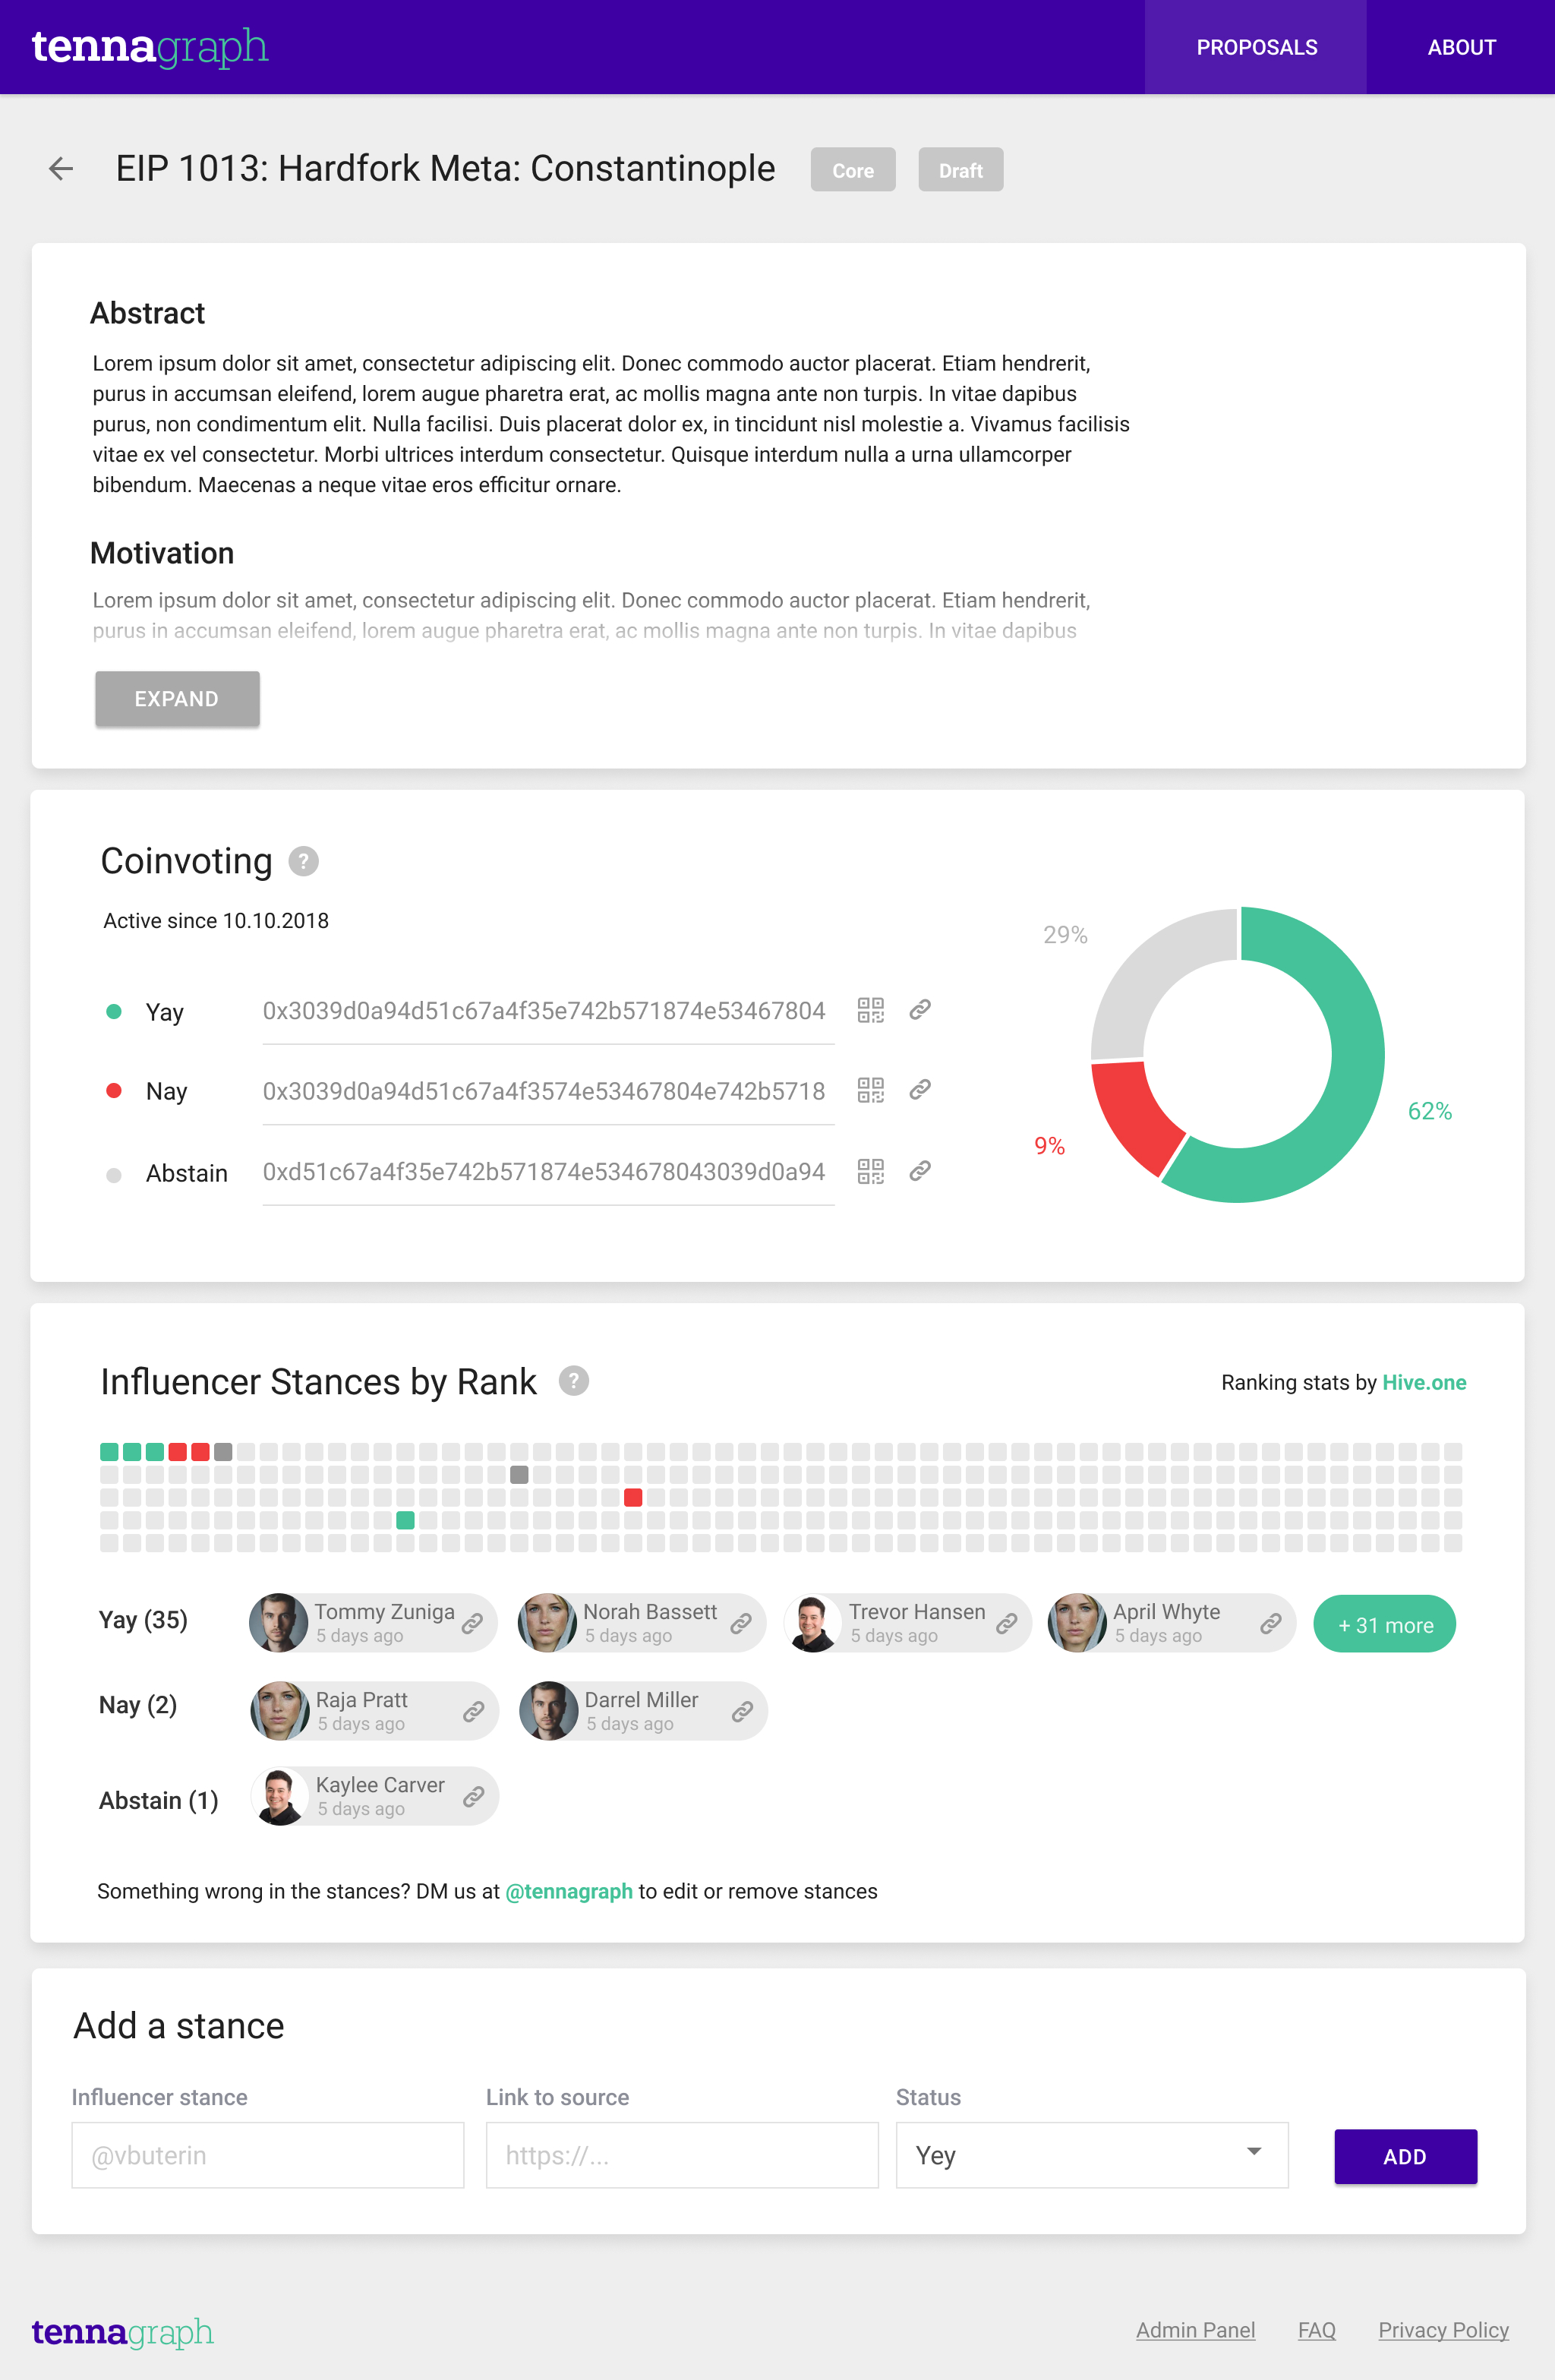 tennagraph
PROPOSALS
ABOUT
EIP 1013: Hardfork Meta: Constantinople
Core
Draft
Abstract
Lorem ipsum dolor sit amet, consectetur adipiscing elit. Donec commodo auctor placerat. Etiam hendrerit,
purus in accumsan eleifend, lorem augue pharetra erat, ac mollis magna ante non turpis. In vitae dapibus
purus, non condimentum elit. Nulla facilisi. Duis placerat dolor ex, in tincidunt nisl molestie a. Vivamus facilisis
vitae ex vel consectetur. Morbi ultrices interdum consectetur. Quisque interdum nulla a urna ullamcorper
bibendum. Maecenas a neque vitae eros efficitur ornare.
Motivation
Lorem ipsum dolor sit amet, consectetur adipiscing elit. Donec commodo auctor placerat. Etiam hendrerit,
purus in accumsan eleifend, lorem augue pharetra erat, ac mollis magna ante non turpis. In vitae dapibus
EXPAND
Coinvoting ?
Active since 10.10.2018
Yay 0x3039d0a94d51c67a4f35e742b571874e53467804
Nay 0x3039d0a94d51c67a4f3574e53467804e742b5718
Abstain 0xd51c67a4f35e742b571874e534678043039d0a94
29%
62%
9%
Influencer Stances by Rank ?
Ranking stats by Hive.one
Yay (35)
Tommy Zuniga
5 days ago
Norah Bassett
5 days ago
Trevor Hansen
5 days ago
April Whyte
5 days ago
+ 31 more
Nay (2)
Raja Pratt
5 days ago
Darrel Miller
5 days ago
Abstain (1)
Kaylee Carver
5 days ago
Something wrong in the stances? DM us at @tennagraph to edit or remove stances
Add a stance
Influencer stance
@vbuterin
Link to source
https://...
Status
Yey
ADD
tennagraph
Admin Panel
FAQ
Privacy Policy